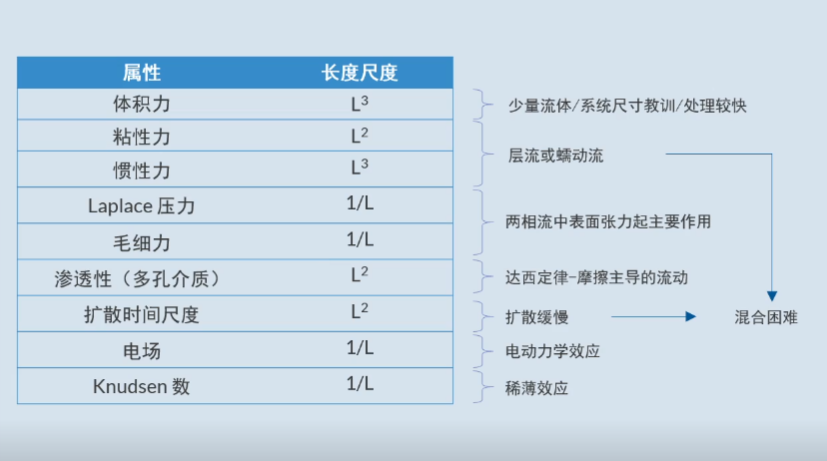 属性 长度尺度
体积力 L³ 少量流体/系统尺寸教训/处理较快
粘性力 L²
层流或蠕动流
惯性力 L³
Laplace 压力 1/L
两相流中表面张力起主要作用
毛细力 1/L
渗透性（多孔介质） L² 达西定律-摩擦主导的流动
扩散时间尺度 L² 扩散缓慢 混合困难
电场 1/L 电动力学效应
Knudsen 数 1/L 稀薄效应